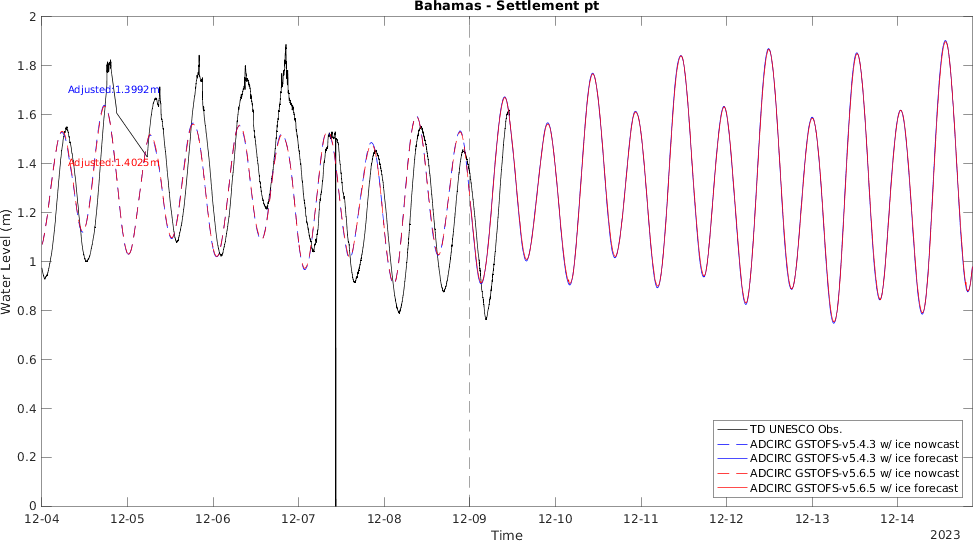 Bahamas - Settlement pt
2
1.8
1.6
1.4
1.2
1
0.8
0.6
0.4
0.2
0
Water Level (m)
Adjusted:1.3992m
Adjusted:1.4025m
TD UNESCO Obs.
ADCIRC GSTOFS-v5.4.3 w/ ice nowcast
ADCIRC GSTOFS-v5.4.3 w/ ice forecast
ADCIRC GSTOFS-v5.6.5 w/ ice nowcast
ADCIRC GSTOFS-v5.6.5 w/ ice forecast
12-04 12-05 12-06 12-07 12-08 12-09 12-10 12-11 12-12 12-13 12-14
Time
2023